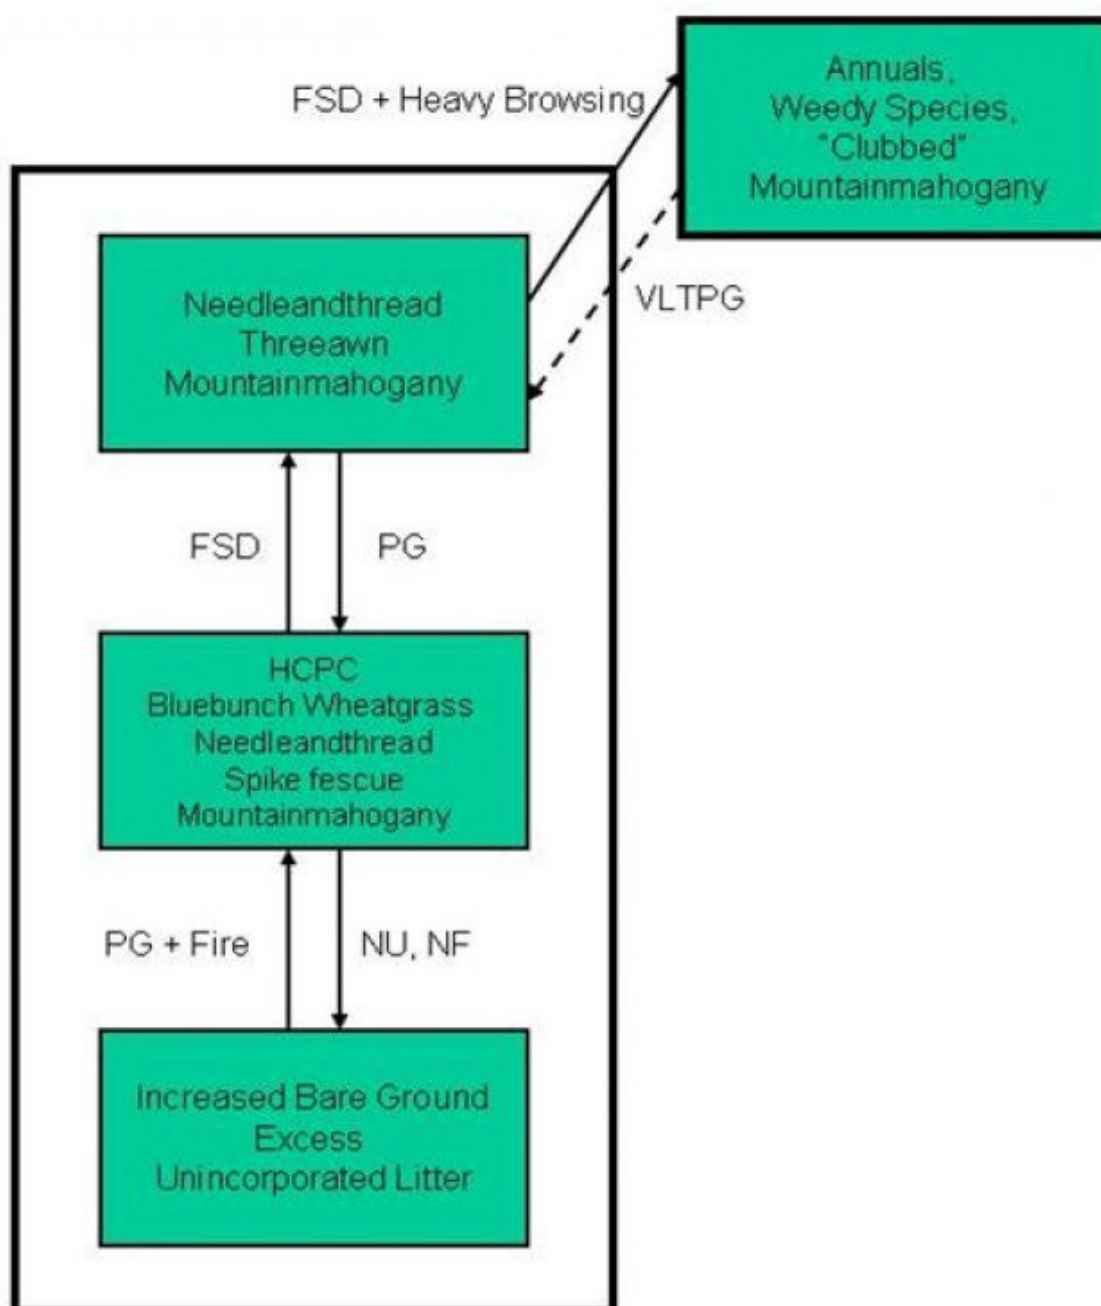 Annuals,
Weedy Species,
"Clubbed"
Mountainmahogany
FSD + Heavy Browsing
VLTPG
Needleandthread
Threeawn
Mountainmahogany
FSD
PG
HCPC
Bluebunch Wheatgrass
Needleandthread
Spike fescue
Mountainmahogany
PG + Fire
NU, NF
Increased Bare Ground
Excess
Unincorporated Litter